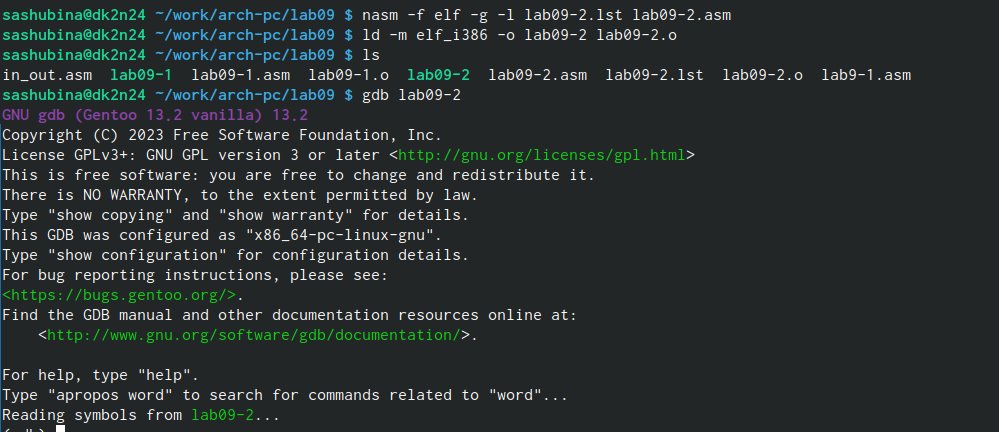 sashubina@dk2n24 ~/work/arch-pc/lab09 $ nasm -f elf -g -l lab09-2.lst lab09-2.asm
sashubina@dk2n24 ~/work/arch-pc/lab09 $ ld -m elf_i386 -o lab09-2 lab09-2.o
sashubina@dk2n24 ~/work/arch-pc/lab09 $ ls
in_out.asm  lab09-1  lab09-1.asm  lab09-1.o  lab09-2  lab09-2.asm  lab09-2.lst  lab09-2.o  lab9-1.asm
sashubina@dk2n24 ~/work/arch-pc/lab09 $ gdb lab09-2
GNU gdb (Gentoo 13.2 vanilla) 13.2
Copyright (C) 2023 Free Software Foundation, Inc.
License GPLv3+: GNU GPL version 3 or later <http://gnu.org/licenses/gpl.html>
This is free software: you are free to change and redistribute it.
There is NO WARRANTY, to the extent permitted by law.
Type "show copying" and "show warranty" for details.
This GDB was configured as "x86_64-pc-linux-gnu".
Type "show configuration" for configuration details.
For bug reporting instructions, please see:
<https://bugs.gentoo.org/>.
Find the GDB manual and other documentation resources online at:
    <http://www.gnu.org/software/gdb/documentation/>.

For help, type "help".
Type "apropos word" to search for commands related to "word"...
Reading symbols from lab09-2...